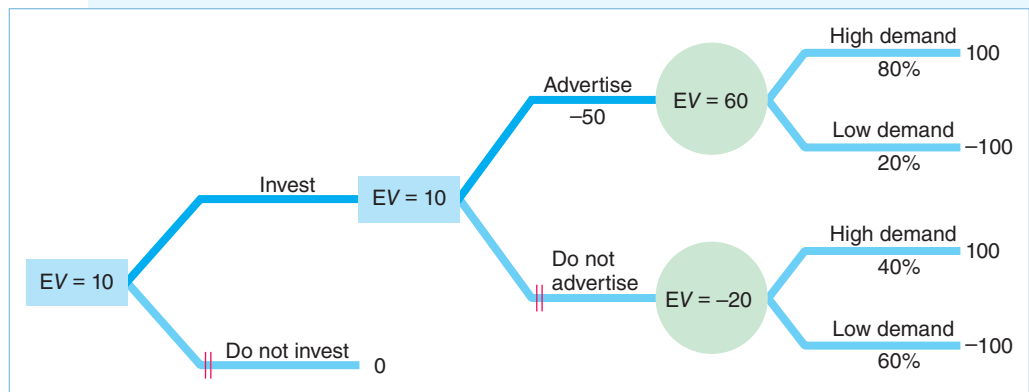 High demand 100
80%
Advertise
–50
EV = 60
Low demand –100
20%
Invest
EV = 10
EV = 10
High demand 100
40%
Do not
advertise
EV = –20
Low demand –100
60%
Do not invest 0